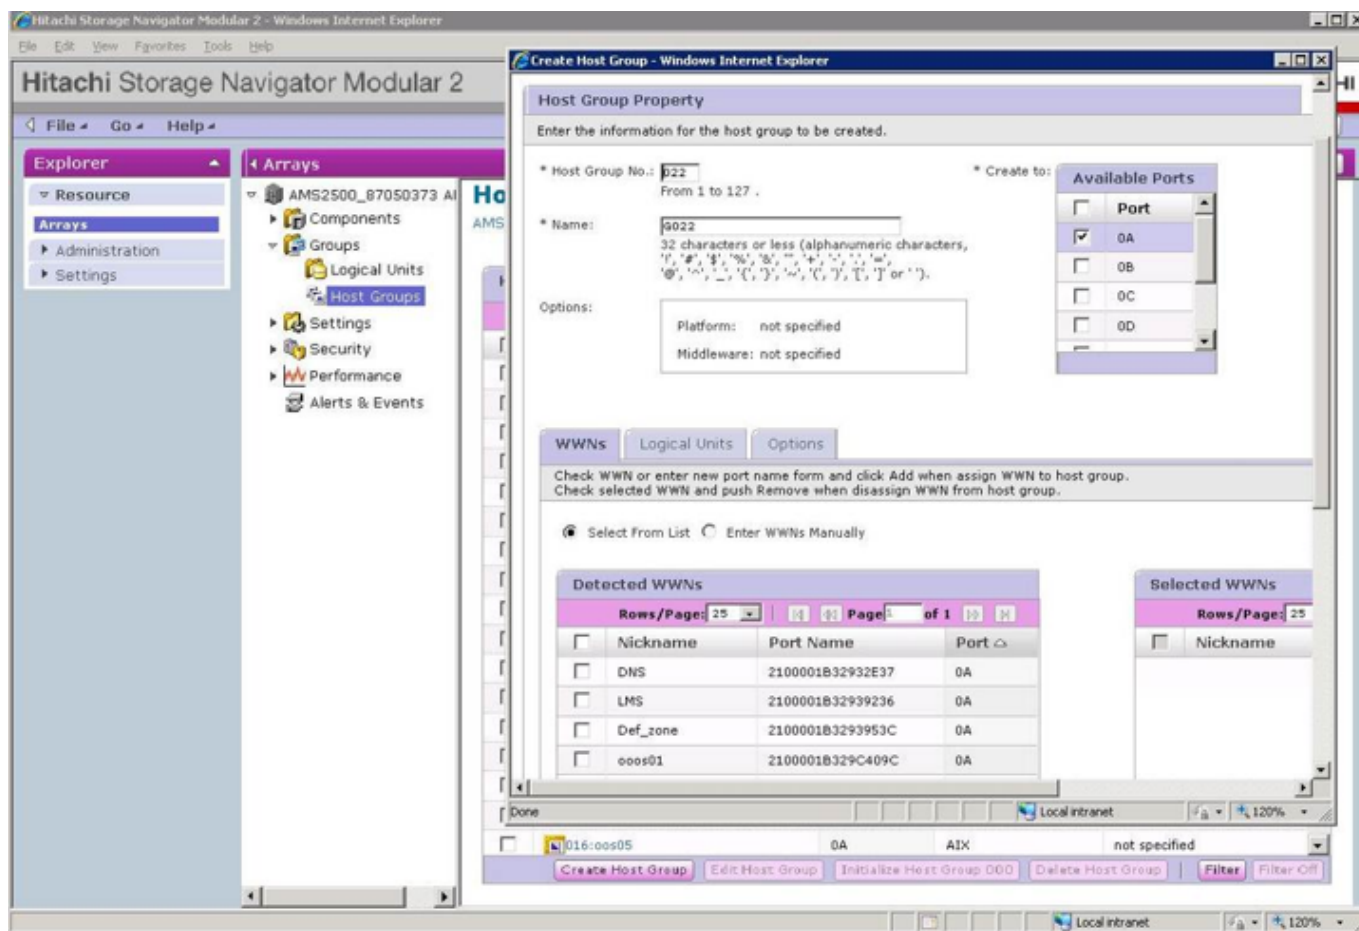 Hitachi Storage Navigator Modular 2 - Windows Internet Explorer
File Edit View Favorites Tools Help
Hitachi Storage Navigator Modular 2
File Go Help
Explorer
Resource
Arrays
Administration
Settings
Arrays
AMS2500_87050373
Components
Groups
Logical Units
Host Groups
Settings
Security
Performance
Alerts & Events
Ho
AMS
Create Host Group - Windows Internet Explorer
Host Group Property
Enter the information for the host group to be created.
* Host Group No.: 022
From 1 to 127 .
* Name: G022
32 characters or less (alphanumeric characters,
Options:
Platform: not specified
Middleware: not specified
* Create to:
Available Ports
Port
0A
0B
0C
0D
WWNs Logical Units Options
Check WWN or enter new port name form and click Add when assign WWN to host group.
Check selected WWN and push Remove when disassign WWN from host group.
Select From List Enter WWNs Manually
Detected WWNs
Rows/Page: 25 Page 1 of 1
Nickname Port Name Port
DNS 2100001B32932E37 0A
LMS 2100001B32939236 0A
Def_zone 2100001B3293953C 0A
ooos01 2100001B329C409C 0A
Selected WWNs
Rows/Page: 25
Nickname
Done Local intranet 120%
016:oos05 0A AIX not specified
Create Host Group Edit Host Group Initialize Host Group 000 Delete Host Group Filter Filter Off
Local intranet 120%